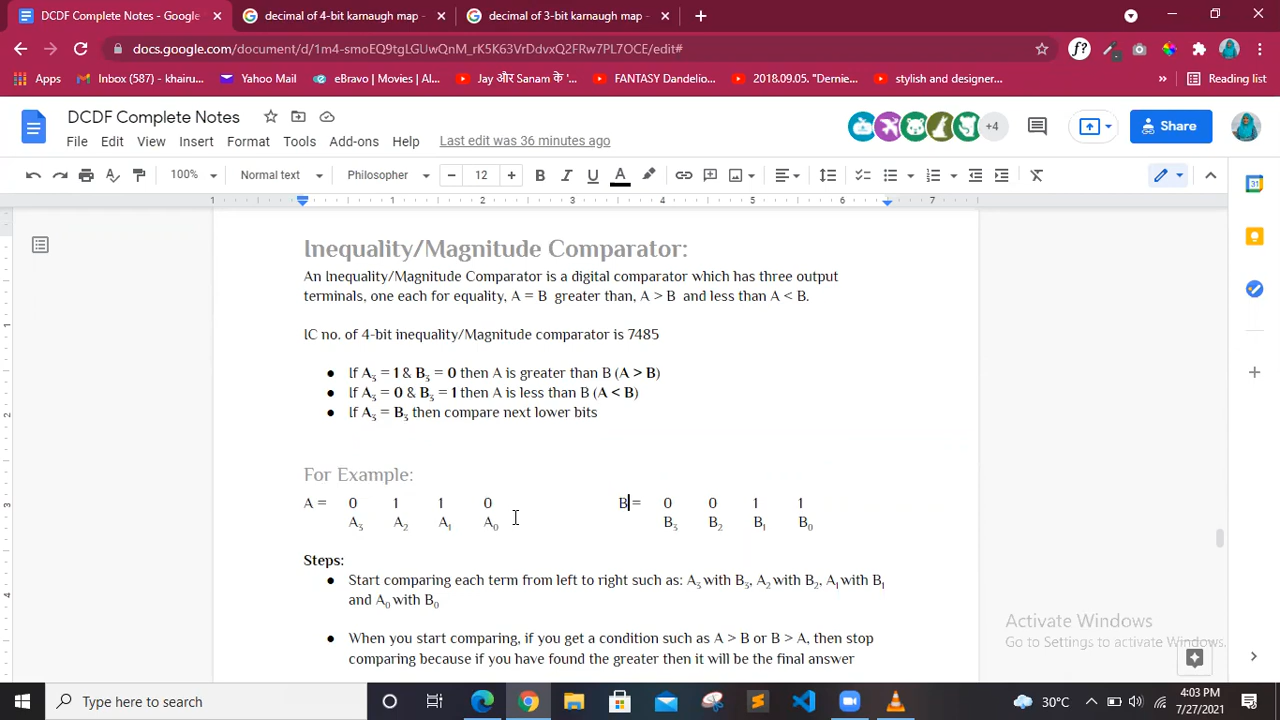 DCDF Complete Notes - Google
decimal of 4-bit karnaugh map -
decimal of 3-bit karnaugh map -
docs.google.com/document/d/1m4-smoEQ9tgLGUwQnM_rK5K63VrDdvxQ2FRw7PL7OCE/edit#
Apps Inbox (587) - khairu... Yahoo Mail eBravo | Movies | Al... Jay और Sanam के '... FANTASY Dandelio... 2018.09.05. "Dernie... stylish and designer... » Reading list
DCDF Complete Notes
+4 Share
File Edit View Insert Format Tools Add-ons Help Last edit was 36 minutes ago
100% Normal text Philosopher 12
1 1 2 3 4 5 6 7
Inequality/Magnitude Comparator:
An Inequality/Magnitude Comparator is a digital comparator which has three output
terminals, one each for equality, A = B greater than, A > B and less than A < B.
IC no. of 4-bit inequality/Magnitude comparator is 7485
● If A₃ = 1 & B₃ = 0 then A is greater than B (A > B)
● If A₃ = 0 & B₃ = 1 then A is less than B (A < B)
● If A₃ = B₃ then compare next lower bits
For Example:
A = 0 1 1 0 B = 0 0 1 1
A₃ A₂ A₁ A₀ B₃ B₂ B₁ B₀
Steps:
● Start comparing each term from left to right such as: A₃ with B₃, A₂ with B₂, A₁ with B₁
and A₀ with B₀
● When you start comparing, if you get a condition such as A > B or B > A, then stop
comparing because if you have found the greater then it will be the final answer
Activate Windows
Go to Settings to activate Windows.
Type here to search
30°C
4:03 PM
7/27/2021